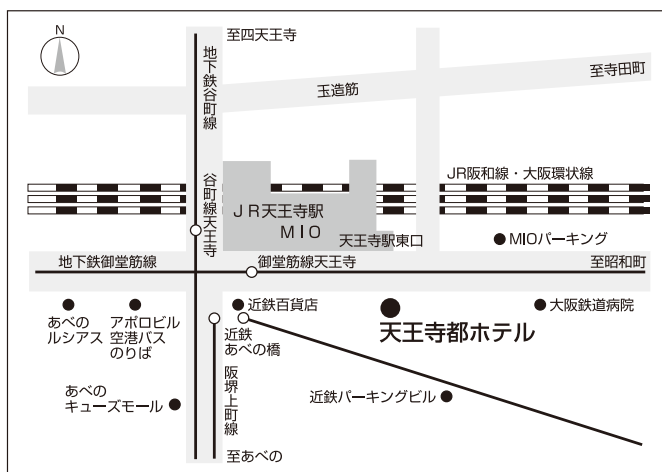 N
至四天王寺
地下鉄谷町線
玉造筋
至寺田町
JR阪和線・大阪環状線
谷町線天王寺
JR天王寺駅
MIO
天王寺駅東口
MIOパーキング
地下鉄御堂筋線
御堂筋線天王寺
至昭和町
あべの
ルシアス
アポロビル
空港バス
のりば
近鉄百貨店
近鉄
あべの橋
天王寺都ホテル
大阪鉄道病院
あべの
キューズモール
阪堺上町線
近鉄パーキングビル
至あべの